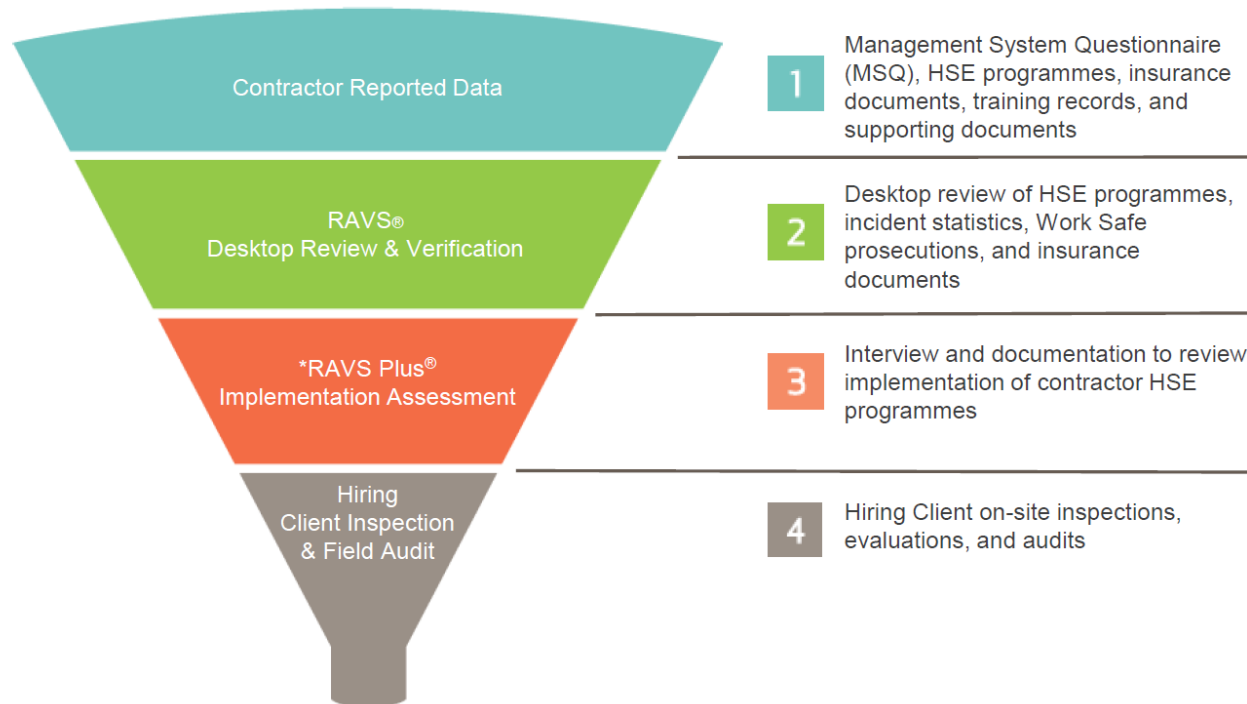 Contractor Reported Data
1
Management System Questionnaire
(MSQ), HSE programmes, insurance
documents, training records, and
supporting documents
RAVS®
Desktop Review & Verification
2
Desktop review of HSE programmes,
incident statistics, Work Safe
prosecutions, and insurance
documents
*RAVS Plus®
Implementation Assessment
3
Interview and documentation to review
implementation of contractor HSE
programmes
Hiring
Client Inspection
& Field Audit
4
Hiring Client on-site inspections,
evaluations, and audits